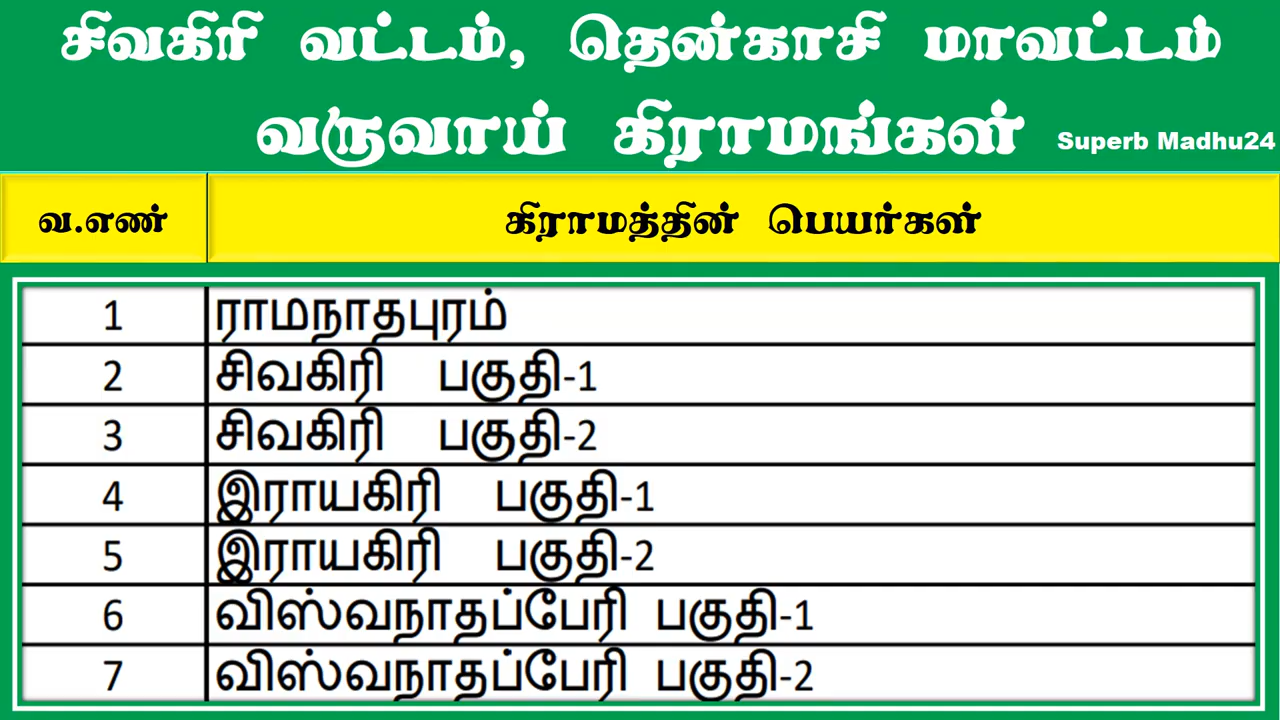 சிவகிரி வட்டம், தென்காசி மாவட்டம்
வருவாய் கிராமங்கள் Superb Madhu24
வ.எண் கிராமத்தின் பெயர்கள்
1 ராமநாதபுரம்
2 சிவகிரி பகுதி-1
3 சிவகிரி பகுதி-2
4 இராயகிரி பகுதி-1
5 இராயகிரி பகுதி-2
6 விஸ்வநாதப்பேரி பகுதி-1
7 விஸ்வநாதப்பேரி பகுதி-2